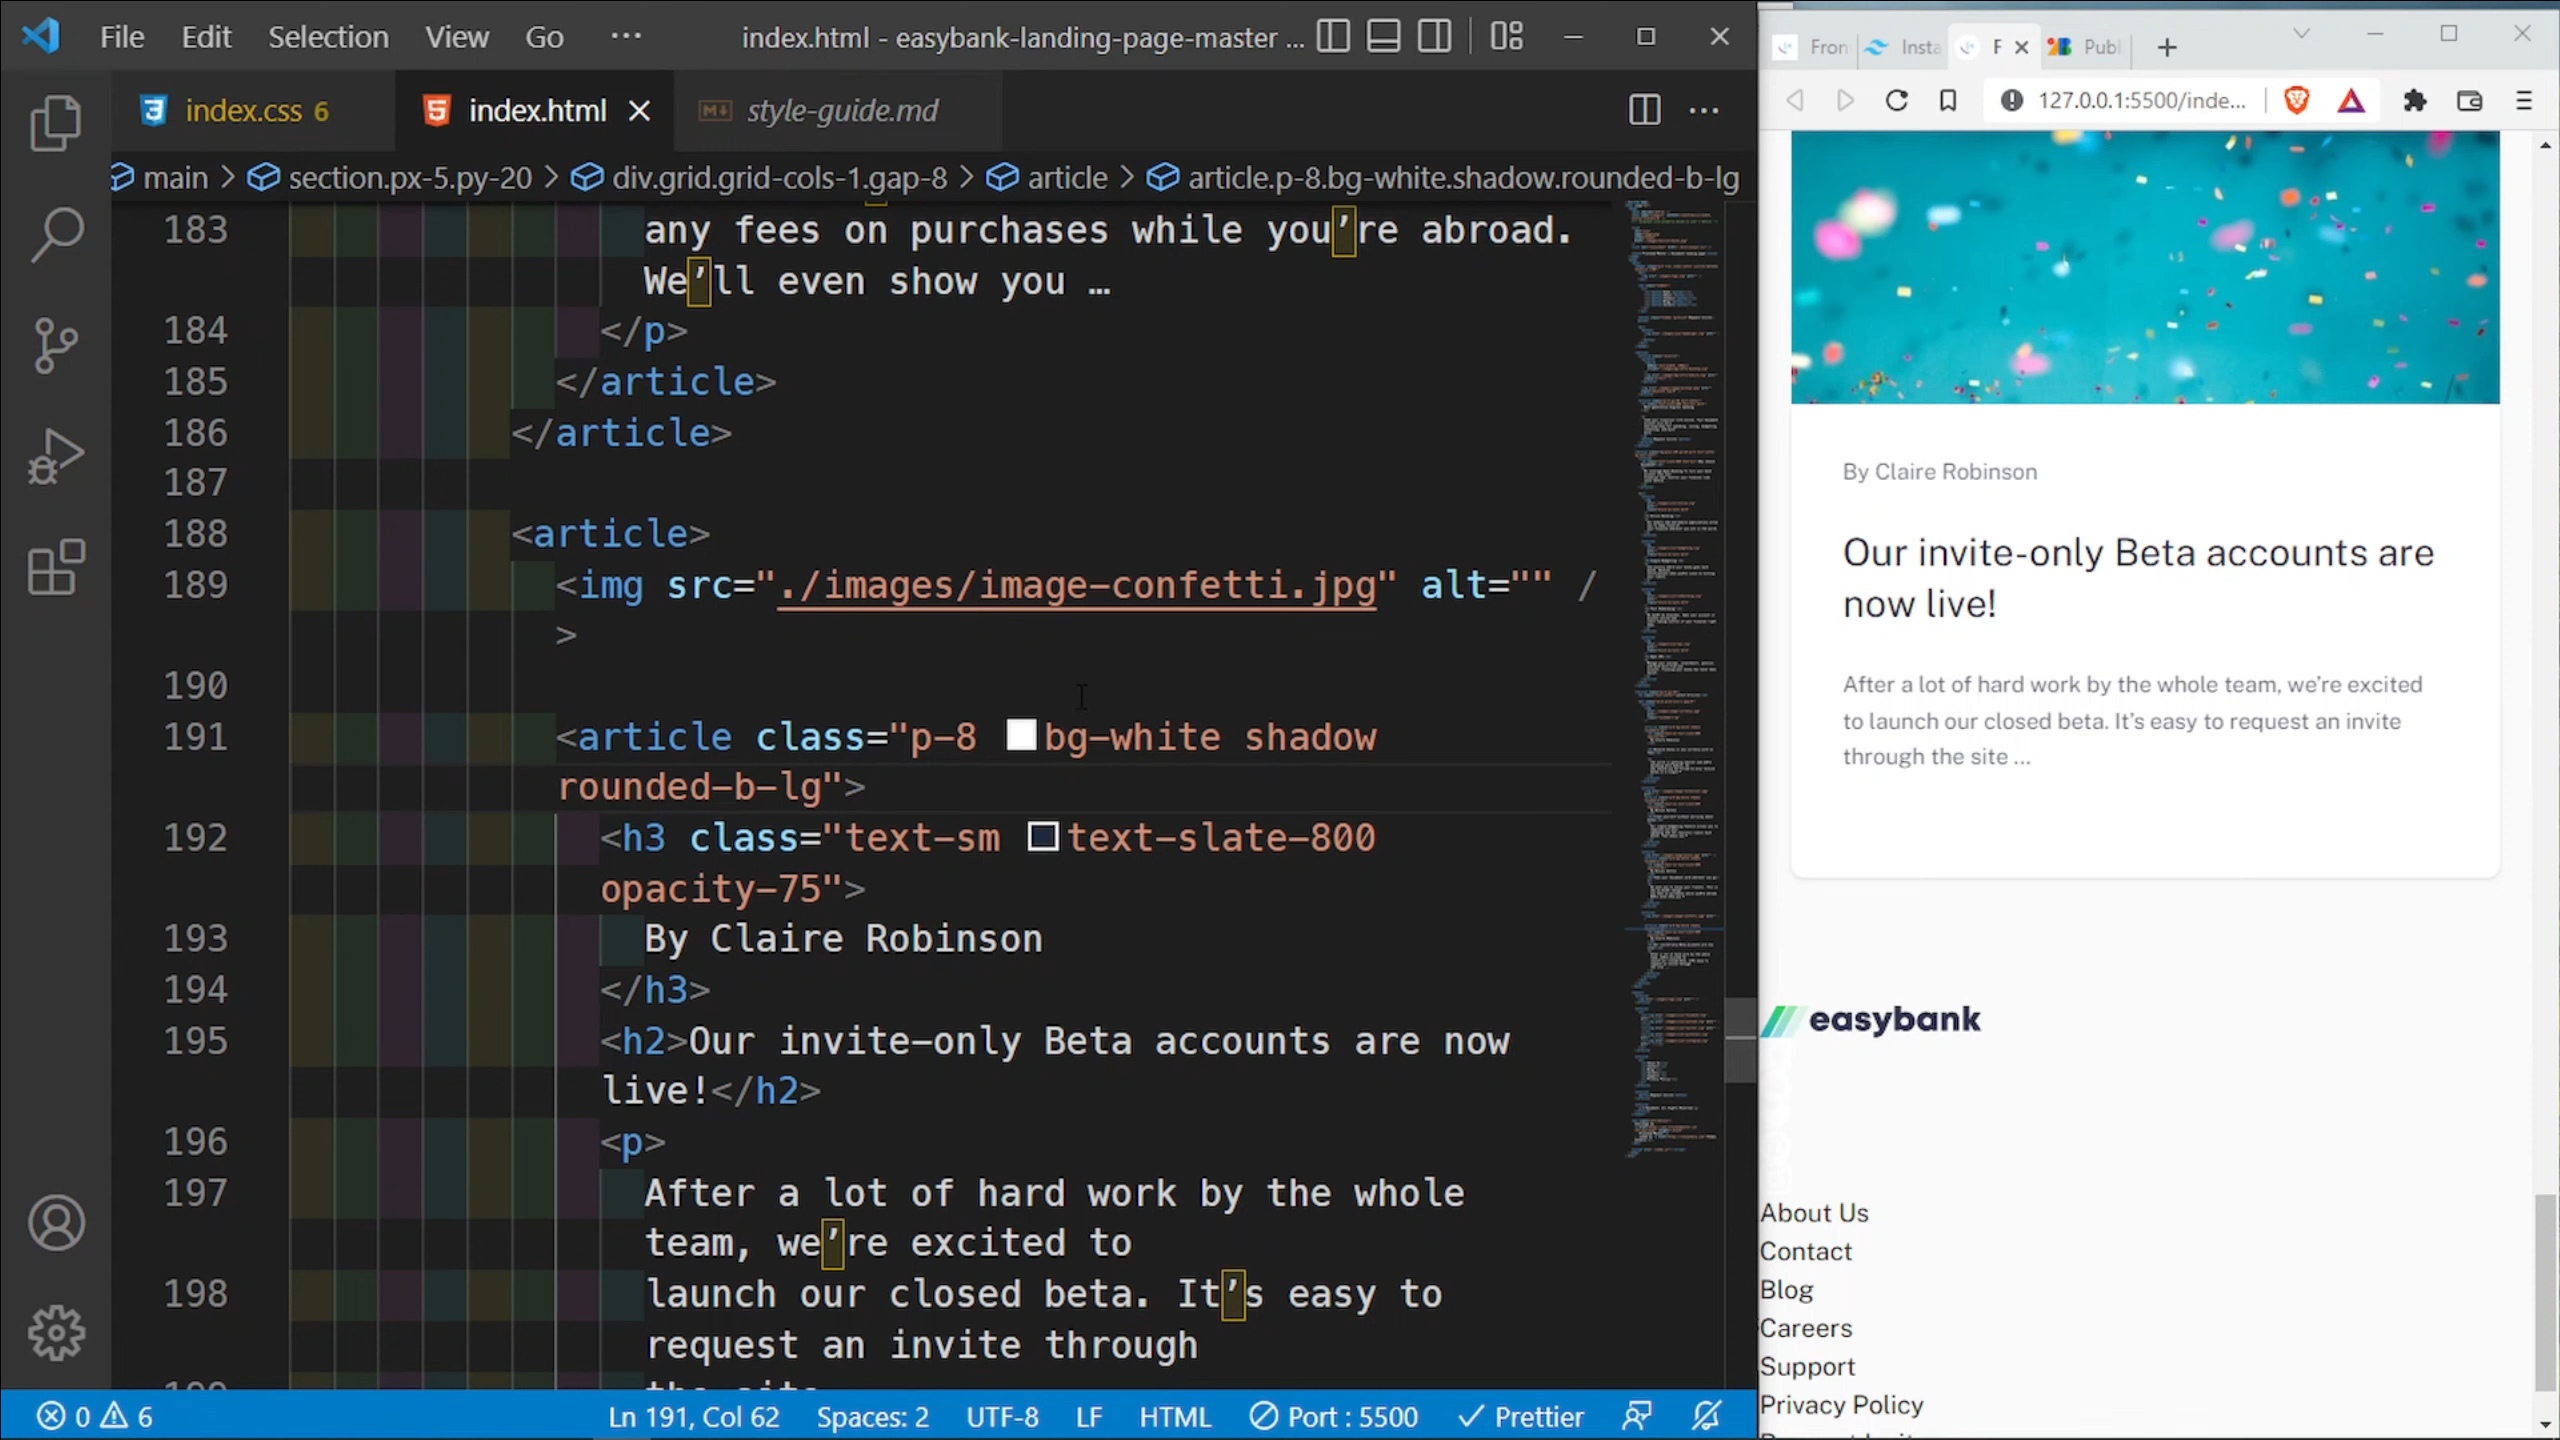 File Edit Selection View Go ··· index.html - easybank-landing-page-master ...
index.css 6 index.html style-guide.md
main > section.px-5.py-20 > div.grid.grid-cols-1.gap-8 > article > article.p-8.bg-white.shadow.rounded-b-lg
183 any fees on purchases while you’re abroad.
We’ll even show you …
184 </p>
185 </article>
186 </article>
187
188 <article>
189 <img src="./images/image-confetti.jpg" alt="" /
>
190
191 <article class="p-8 bg-white shadow
rounded-b-lg">
192 <h3 class="text-sm text-slate-800
opacity-75">
193 By Claire Robinson
194 </h3>
195 <h2>Our invite-only Beta accounts are now
live!</h2>
196 <p>
197 After a lot of hard work by the whole
team, we’re excited to
198 launch our closed beta. It’s easy to
request an invite through
0 6 Ln 191, Col 62 Spaces: 2 UTF-8 LF HTML Port : 5500 Prettier
Fron Insta F Publ
127.0.0.1:5500/inde...
By Claire Robinson
Our invite-only Beta accounts are
now live!
After a lot of hard work by the whole team, we’re excited
to launch our closed beta. It’s easy to request an invite
through the site ...
easybank
About Us
Contact
Blog
Careers
Support
Privacy Policy